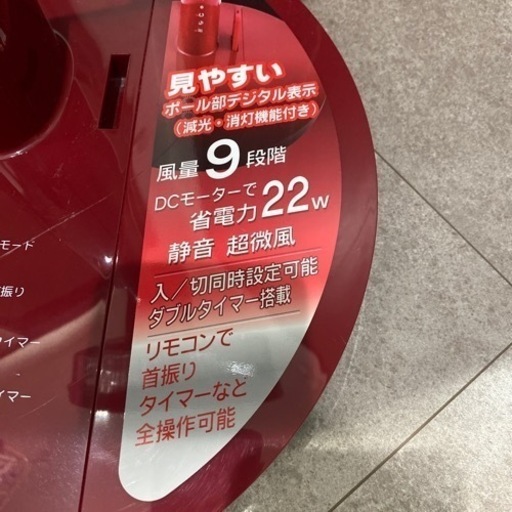 見やすい
ポール部デジタル表示
（減光・消灯機能付き）
風量9段階
DCモーターで
省電力22w
静音 超微風
入／切同時設定可能
ダブルタイマー搭載
リモコンで
首振り
タイマーなど
全操作可能
モード
振り
タイマー
イマー